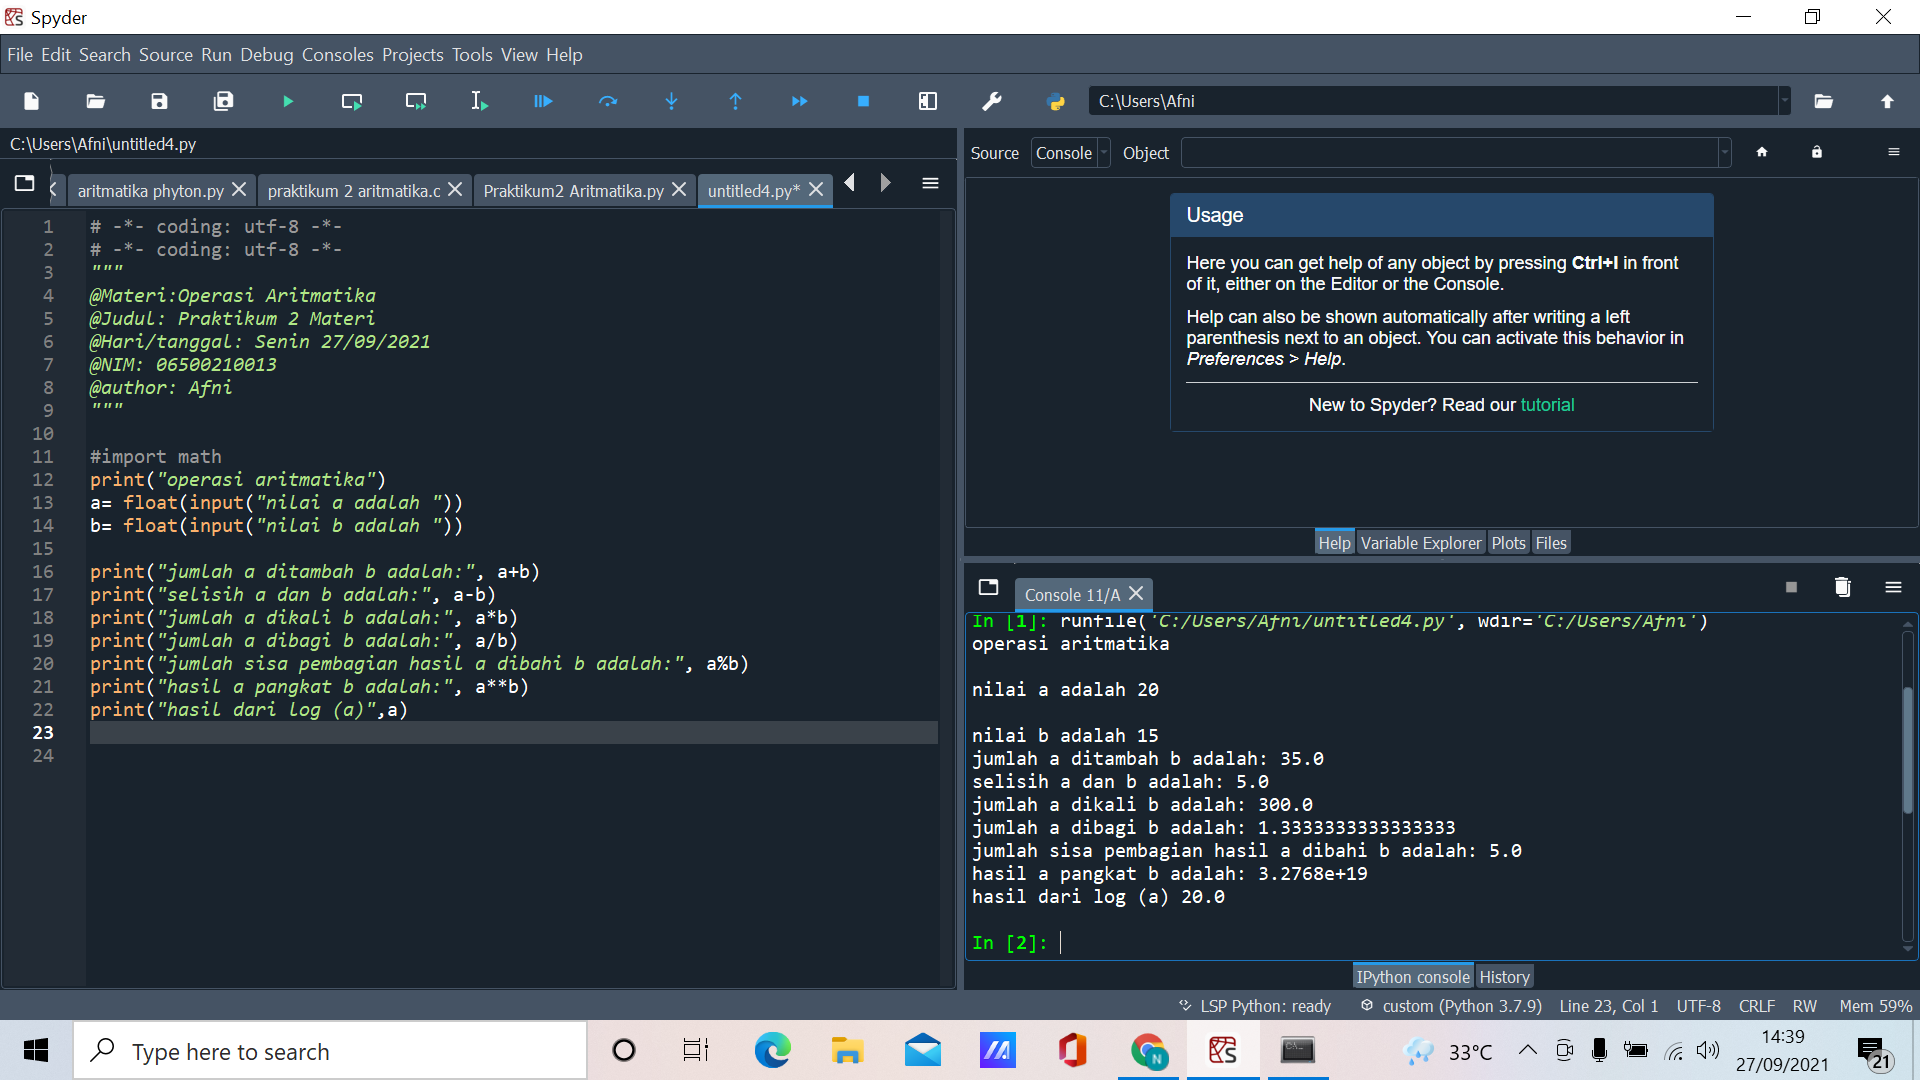 Spyder
File Edit Search Source Run Debug Consoles Projects Tools View Help
C:\Users\Afni
C:\Users\Afni\untitled4.py
aritmatika phyton.py
praktikum 2 aritmatika.c
Praktikum2 Aritmatika.py
untitled4.py*
1 # -*- coding: utf-8 -*-
2 # -*- coding: utf-8 -*-
3 """
4 @Materi:Operasi Aritmatika
5 @Judul: Praktikum 2 Materi
6 @Hari/tanggal: Senin 27/09/2021
7 @NIM: 06500210013
8 @author: Afni
9 """
10
11 #import math
12 print("operasi aritmatika")
13 a= float(input("nilai a adalah "))
14 b= float(input("nilai b adalah "))
15
16 print("jumlah a ditambah b adalah:", a+b)
17 print("selisih a dan b adalah:", a-b)
18 print("jumlah a dikali b adalah:", a*b)
19 print("jumlah a dibagi b adalah:", a/b)
20 print("jumlah sisa pembagian hasil a dibahi b adalah:", a%b)
21 print("hasil a pangkat b adalah:", a**b)
22 print("hasil dari log (a)",a)
23
24
Source Console Object
Usage
Here you can get help of any object by pressing Ctrl+I in front
of it, either on the Editor or the Console.
Help can also be shown automatically after writing a left
parenthesis next to an object. You can activate this behavior in
Preferences > Help.
New to Spyder? Read our tutorial
Help Variable Explorer Plots Files
Console 11/A
In [1]: runfile('C:/Users/Afni/untitled4.py', wdir='C:/Users/Afni')
operasi aritmatika
nilai a adalah 20
nilai b adalah 15
jumlah a ditambah b adalah: 35.0
selisih a dan b adalah: 5.0
jumlah a dikali b adalah: 300.0
jumlah a dibagi b adalah: 1.3333333333333333
jumlah sisa pembagian hasil a dibahi b adalah: 5.0
hasil a pangkat b adalah: 3.2768e+19
hasil dari log (a) 20.0
In [2]:
IPython console History
LSP Python: ready custom (Python 3.7.9) Line 23, Col 1 UTF-8 CRLF RW Mem 59%
Type here to search
N
33°C
14:39
27/09/2021
21